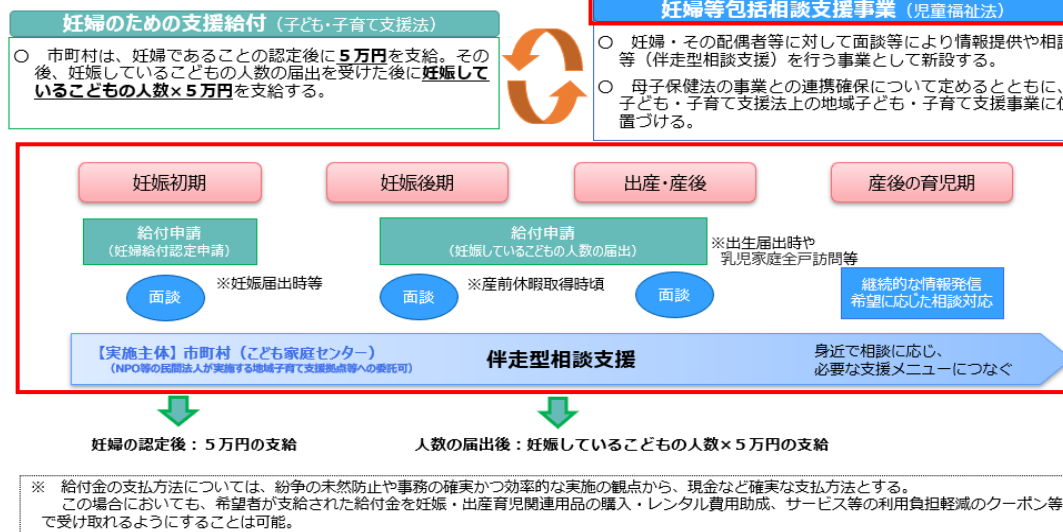 妊婦のための支援給付（子ども・子育て支援法）
○　市町村は、妊婦であることの認定後に５万円を支給。その
後、妊娠しているこどもの人数の届出を受けた後に妊娠して
いるこどもの人数×５万円を支給する。
妊婦等包括相談支援事業（児童福祉法）
○　妊婦・その配偶者等に対して面談等により情報提供や相談
等（伴走型相談支援）を行う事業として新設する。
○　母子保健法の事業との連携確保について定めるとともに、
子ども・子育て支援法上の地域子ども・子育て支援事業に位
置づける。
妊娠初期
妊娠後期
出産・産後
産後の育児期
給付申請
（妊婦給付認定申請）
給付申請
（妊娠しているこどもの人数の届出）
※出生届出時や
乳児家庭全戸訪問等
面談
※妊娠届出時等
面談
※産前休暇取得時頃
面談
継続的な情報発信
希望に応じた相談対応
【実施主体】市町村（こども家庭センター）
（NPO等の民間法人が実施する地域子育て支援拠点等への委託可）
伴走型相談支援
身近で相談に応じ、
必要な支援メニューにつなぐ
妊婦の認定後：５万円の支給
人数の届出後：妊娠しているこどもの人数×５万円の支給
※　給付金の支払方法については、紛争の未然防止や事務の確実かつ効率的な実施の観点から、現金など確実な支払方法とする。
この場合においても、希望者が支給された給付金を妊娠・出産育児関連用品の購入・レンタル費用助成、サービス等の利用負担軽減のクーポン等
で受け取れるようにすることは可能。